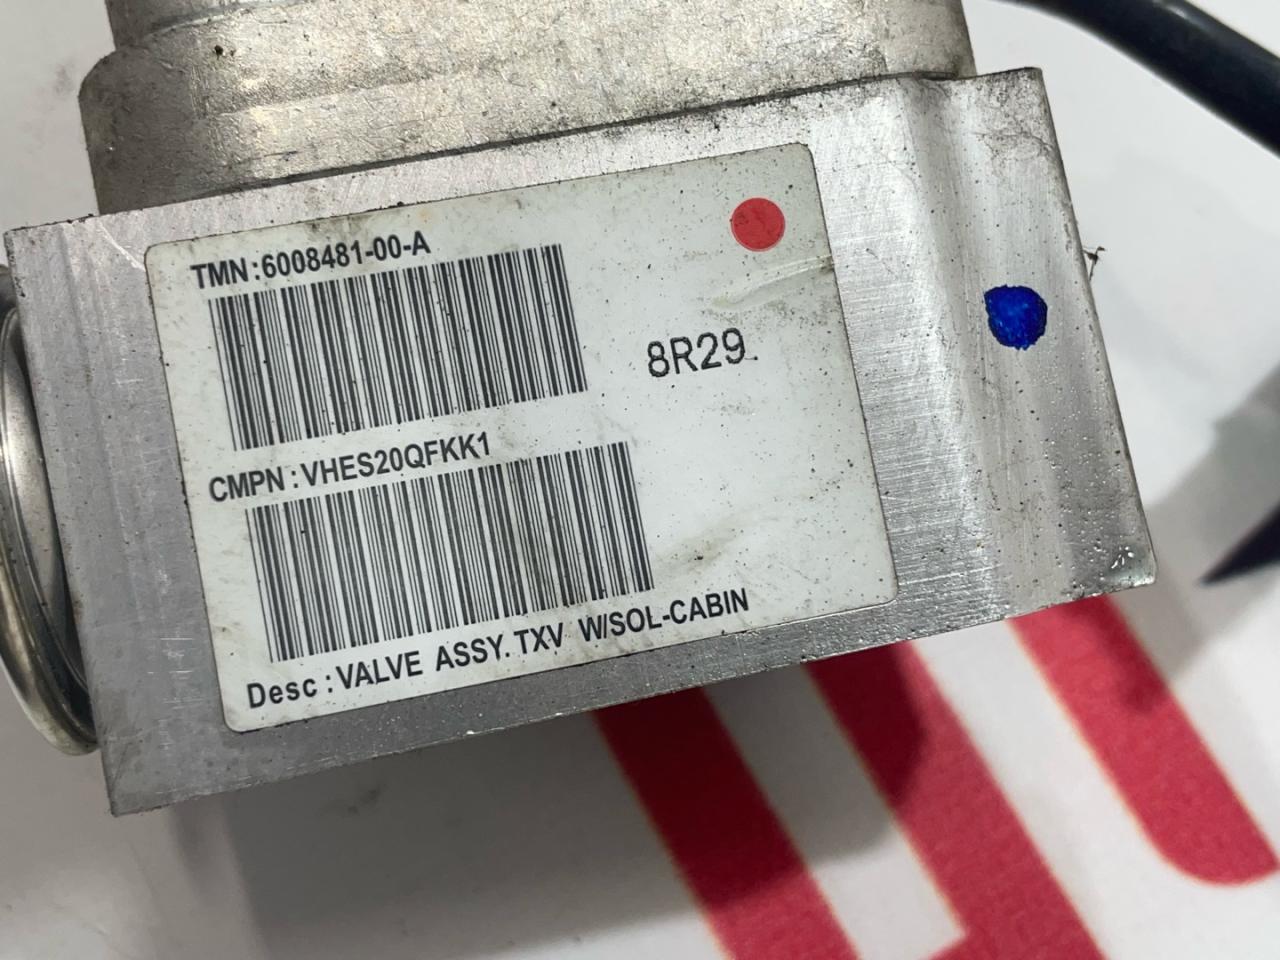 TMN:6008481-00-A
8R29
CMPN:VHES20QFKK1
Desc:VALVE ASSY.TXV W/SOL-CABIN